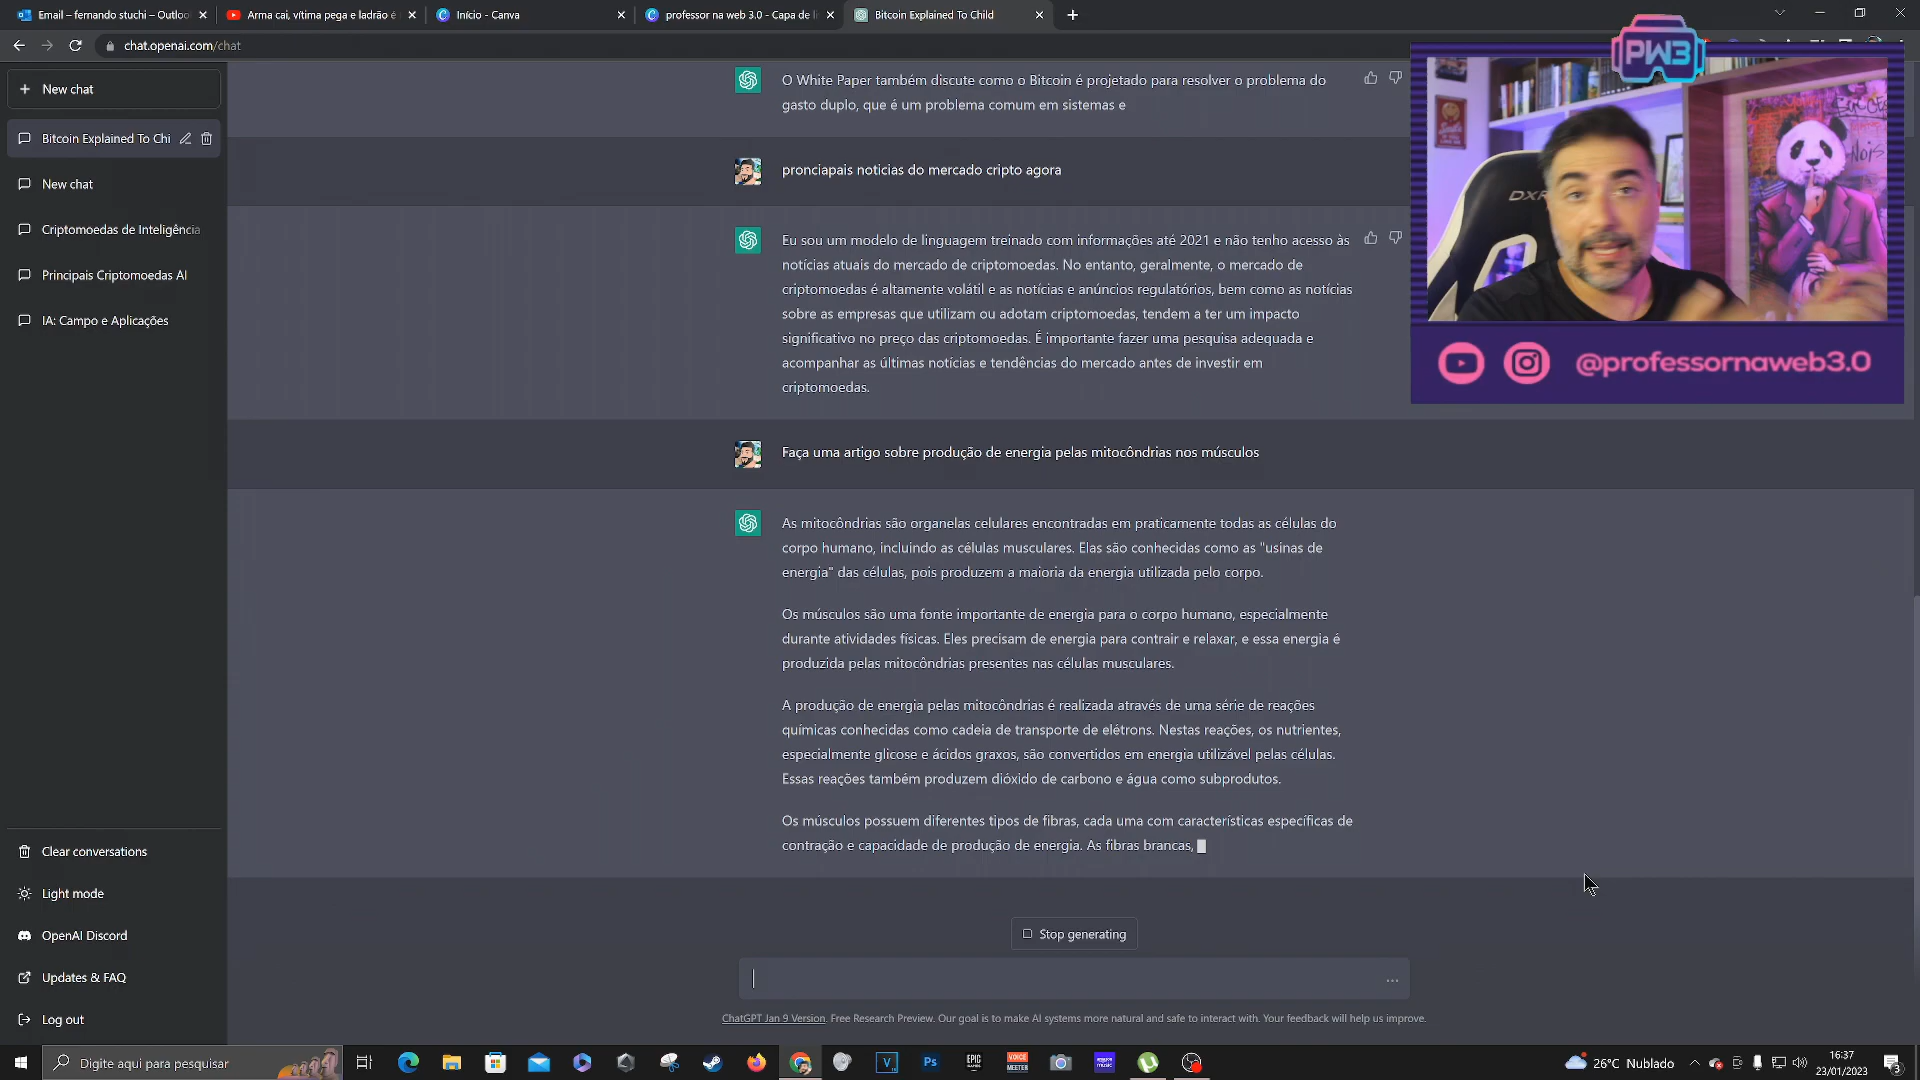 Email – fernando stuchi – Outloo
Arma cai, vítima pega e ladrão é
Início - Canva
professor na web 3.0 - Capa de li
Bitcoin Explained To Child
chat.openai.com/chat
PW3
New chat
Bitcoin Explained To Chi
New chat
Criptomoedas de Inteligência
Principais Criptomoedas AI
IA: Campo e Aplicações
O White Paper também discute como o Bitcoin é projetado para resolver o problema do
gasto duplo, que é um problema comum em sistemas e
pronciapais noticias do mercado cripto agora
Eu sou um modelo de linguagem treinado com informações até 2021 e não tenho acesso às
notícias atuais do mercado de criptomoedas. No entanto, geralmente, o mercado de
criptomoedas é altamente volátil e as notícias e anúncios regulatórios, bem como as notícias
sobre as empresas que utilizam ou adotam criptomoedas, tendem a ter um impacto
significativo no preço das criptomoedas. É importante fazer uma pesquisa adequada e
acompanhar as últimas notícias e tendências do mercado antes de investir em
criptomoedas.
@professornaweb3.0
Faça uma artigo sobre produção de energia pelas mitocôndrias nos músculos
As mitocôndrias são organelas celulares encontradas em praticamente todas as células do
corpo humano, incluindo as células musculares. Elas são conhecidas como as "usinas de
energia" das células, pois produzem a maioria da energia utilizada pelo corpo.
Os músculos são uma fonte importante de energia para o corpo humano, especialmente
durante atividades físicas. Eles precisam de energia para contrair e relaxar, e essa energia é
produzida pelas mitocôndrias presentes nas células musculares.
A produção de energia pelas mitocôndrias é realizada através de uma série de reações
químicas conhecidas como cadeia de transporte de elétrons. Nestas reações, os nutrientes,
especialmente glicose e ácidos graxos, são convertidos em energia utilizável pelas células.
Essas reações também produzem dióxido de carbono e água como subprodutos.
Os músculos possuem diferentes tipos de fibras, cada uma com características específicas de
contração e capacidade de produção de energia. As fibras brancas,
Clear conversations
Light mode
OpenAI Discord
Updates & FAQ
Log out
Stop generating
ChatGPT Jan 9 Version. Free Research Preview. Our goal is to make AI systems more natural and safe to interact with. Your feedback will help us improve.
Digite aqui para pesquisar
Ps
EPIC
VOICE
MEETER
26°C Nublado
16:37
23/01/2023
3